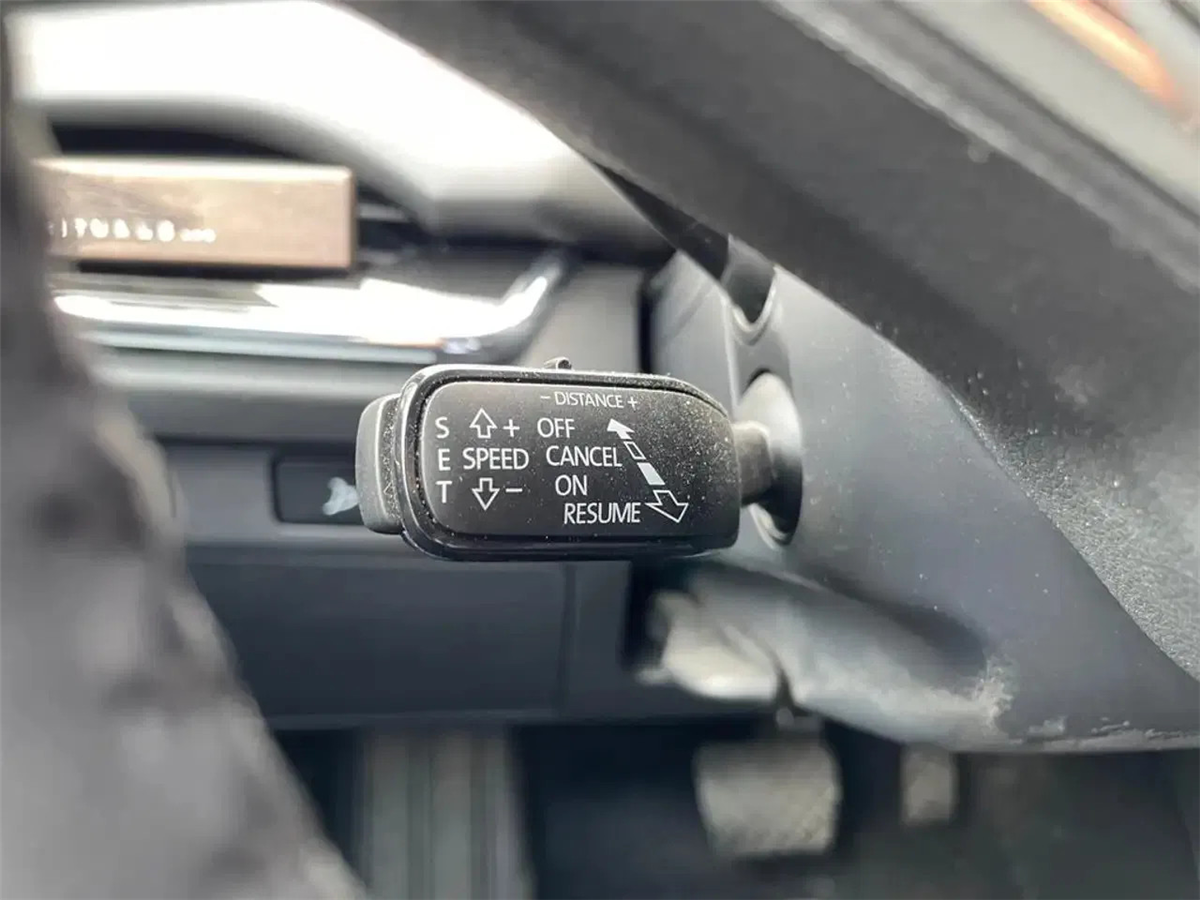 - DISTANCE +
S ⇧+ OFF
E SPEED CANCEL
T ⇩- ON
RESUME